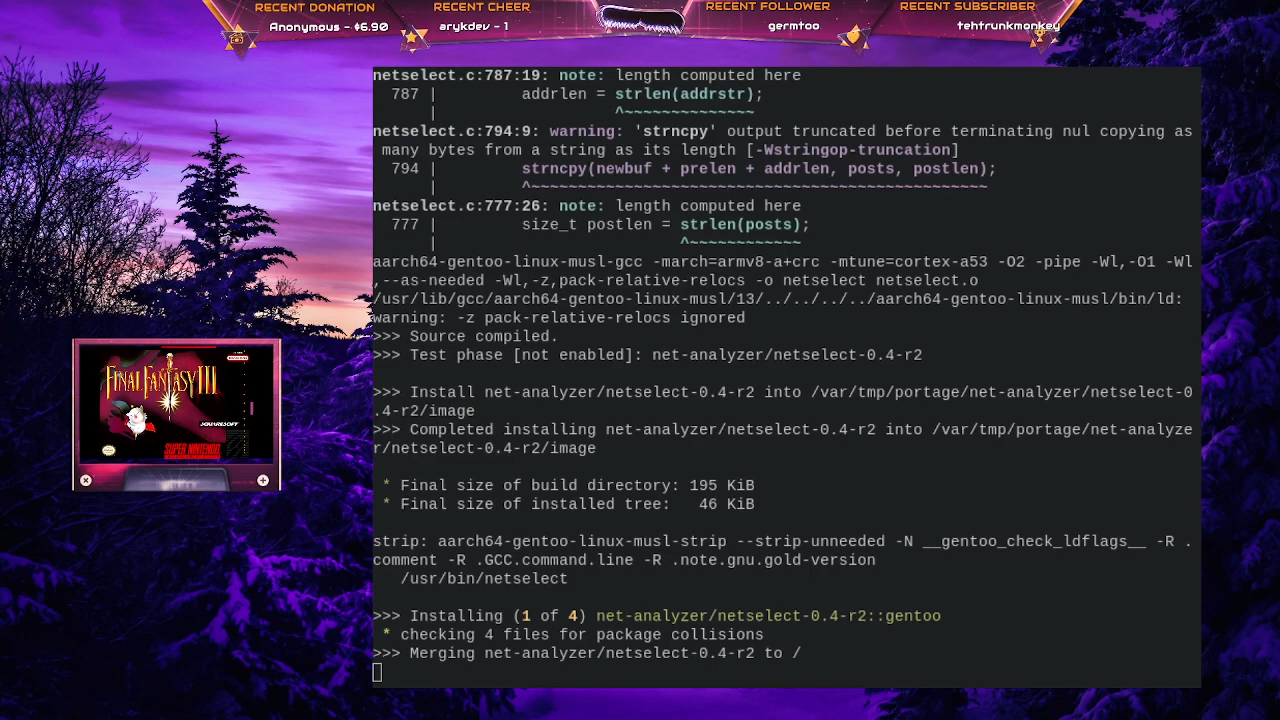 RECENT DONATION
Anonymous - $6.90
RECENT CHEER
arykdev - 1
RECENT FOLLOWER
germtoo
RECENT SUBSCRIBER
tehtrunkmonkey
netselect.c:787:19: note: length computed here
  787 |         addrlen = strlen(addrstr);
      |                   ^~~~~~~~~~~~~~~
netselect.c:794:9: warning: 'strncpy' output truncated before terminating nul copying as
 many bytes from a string as its length [-Wstringop-truncation]
  794 |         strncpy(newbuf + prelen + addrlen, posts, postlen);
      |         ^~~~~~~~~~~~~~~~~~~~~~~~~~~~~~~~~~~~~~~~~~~~~~~~~~
netselect.c:777:26: note: length computed here
  777 |         size_t postlen = strlen(posts);
      |                          ^~~~~~~~~~~~~
aarch64-gentoo-linux-musl-gcc -march=armv8-a+crc -mtune=cortex-a53 -O2 -pipe -Wl,-O1 -Wl
,--as-needed -Wl,-z,pack-relative-relocs -o netselect netselect.o
/usr/lib/gcc/aarch64-gentoo-linux-musl/13/../../../../aarch64-gentoo-linux-musl/bin/ld:
warning: -z pack-relative-relocs ignored
>>> Source compiled.
>>> Test phase [not enabled]: net-analyzer/netselect-0.4-r2
>>> Install net-analyzer/netselect-0.4-r2 into /var/tmp/portage/net-analyzer/netselect-0
.4-r2/image
>>> Completed installing net-analyzer/netselect-0.4-r2 into /var/tmp/portage/net-analyze
r/netselect-0.4-r2/image
 * Final size of build directory: 195 KiB
 * Final size of installed tree:   46 KiB
strip: aarch64-gentoo-linux-musl-strip --strip-unneeded -N __gentoo_check_ldflags__ -R .
comment -R .GCC.command.line -R .note.gnu.gold-version
   /usr/bin/netselect
>>> Installing (1 of 4) net-analyzer/netselect-0.4-r2::gentoo
 * checking 4 files for package collisions
>>> Merging net-analyzer/netselect-0.4-r2 to /
FINAL FANTASY III
SQUARESOFT
SUPER NINTENDO